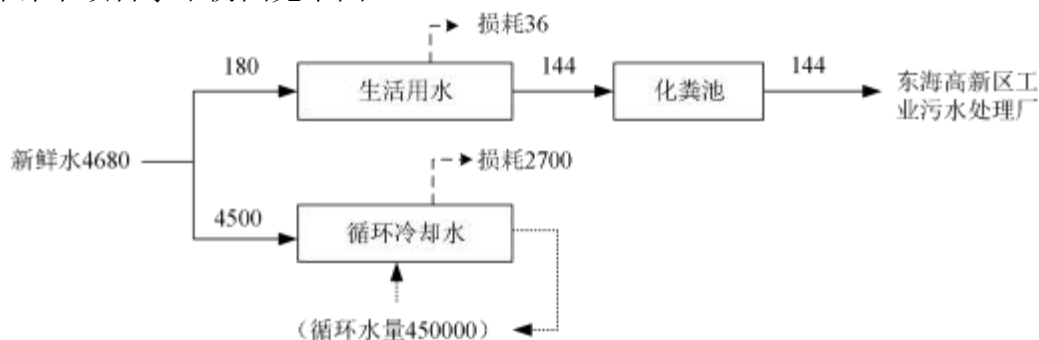 损耗36
180
生活用水
144
化粪池
144
东海高新区工
业污水处理厂
新鲜水4680
损耗2700
4500
循环冷却水
（循环水量450000）